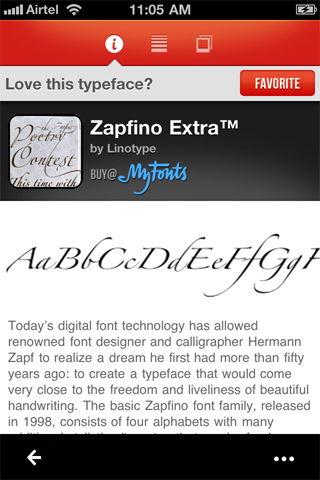 Airtel 11:05 AM
Love this typeface? FAVORITE
Zapfino Extra™
by Linotype
BUY@ MyFonts
Poetry
Contest
This time with
AaBbCcDdEeFfGgF
Today's digital font technology has allowed
renowned font designer and calligrapher Hermann
Zapf to realize a dream he first had more than fifty
years ago: to create a typeface that would come
very close to the freedom and liveliness of beautiful
handwriting. The basic Zapfino font family, released
in 1998, consists of four alphabets with many